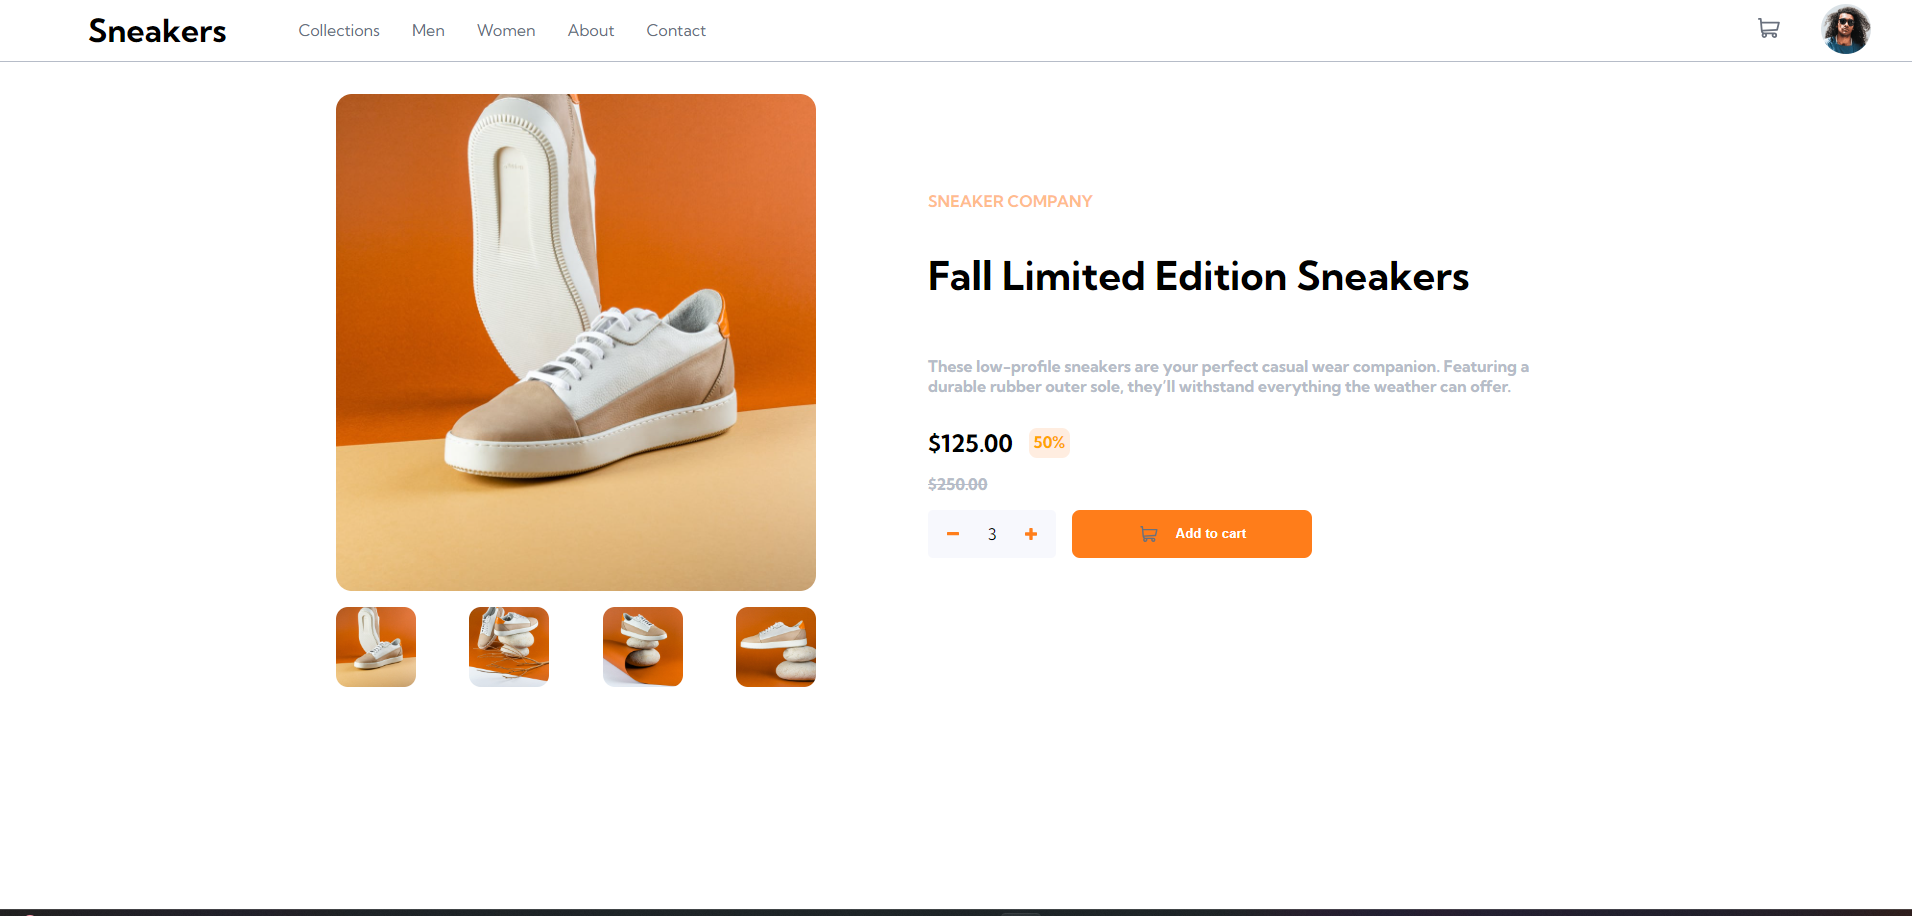 Sneakers
Collections
Men
Women
About
Contact
SNEAKER COMPANY
Fall Limited Edition Sneakers
These low-profile sneakers are your perfect casual wear companion. Featuring a
durable rubber outer sole, they’ll withstand everything the weather can offer.
$125.00
50%
$250.00
3
Add to cart